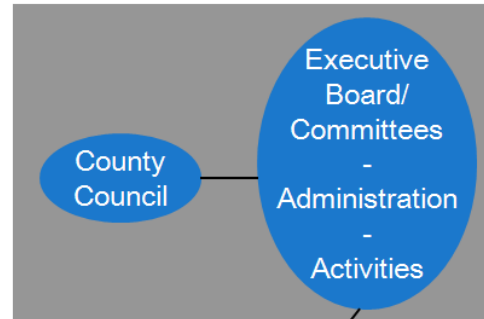 County
Council
Executive
Board/
Committees
-
Administration
-
Activities